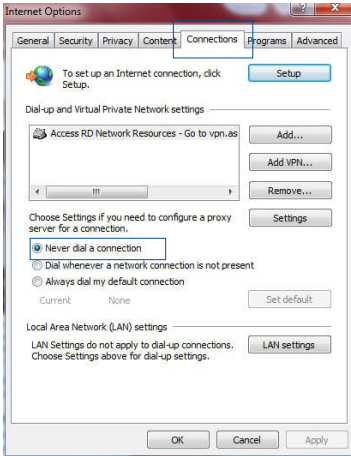 Internet Options
General Security Privacy Content Connections Programs Advanced
To set up an Internet connection, click
Setup.
Setup
Dial-up and Virtual Private Network settings
Access RD Network Resources - Go to vpn.as
Add...
Add VPN...
Remove...
Choose Settings if you need to configure a proxy
server for a connection.
Settings
Never dial a connection
Dial whenever a network connection is not present
Always dial my default connection
Current None
Set default
Local Area Network (LAN) settings
LAN Settings do not apply to dial-up connections.
Choose Settings above for dial-up settings.
LAN settings
OK Cancel Apply